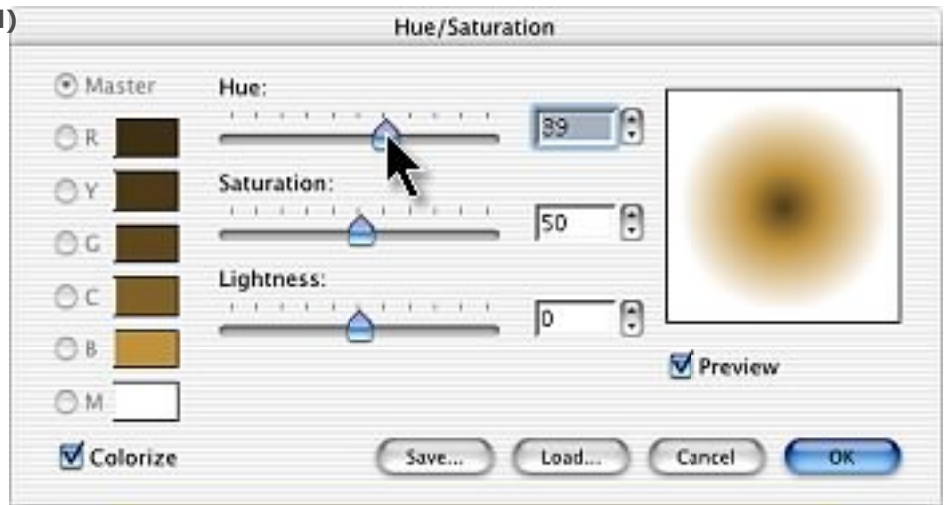 Hue/Saturation
Master
Hue:
39
R
Y
Saturation:
50
G
C
Lightness:
0
B
Preview
M
Colorize
Save...
Load...
Cancel
OK